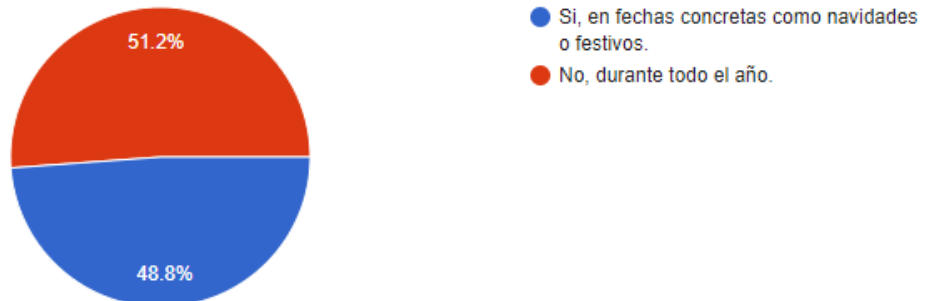 51.2%
48.8%
Si, en fechas concretas como navidades
o festivos.
No, durante todo el año.